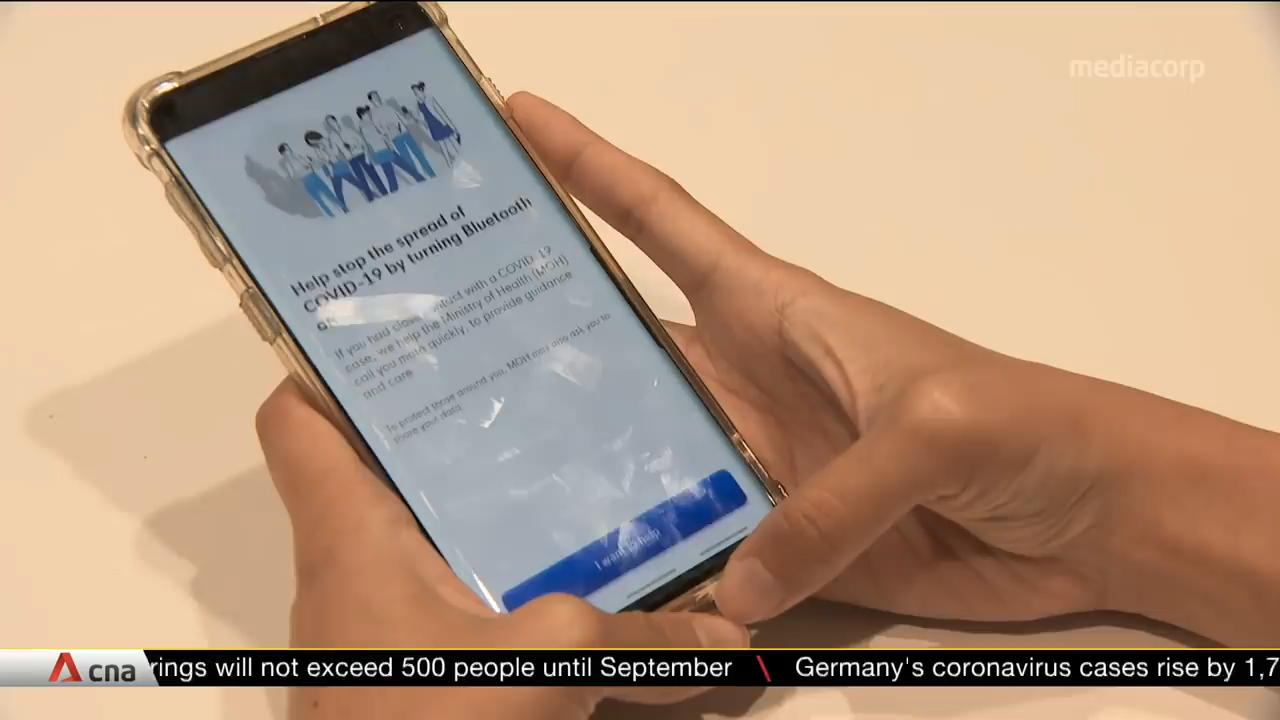 mediacorp
Help stop the spread of
COVID-19 by turning Bluetooth
If you had close contact with a COVID-19
case, we help the Ministry of Health (MOH)
call you more quickly, to provide guidance
and care
To protect those around you, MOH may also ask you to
share your data
I want to help
cna
rings will not exceed 500 people until September \ Germany's coronavirus cases rise by 1,7